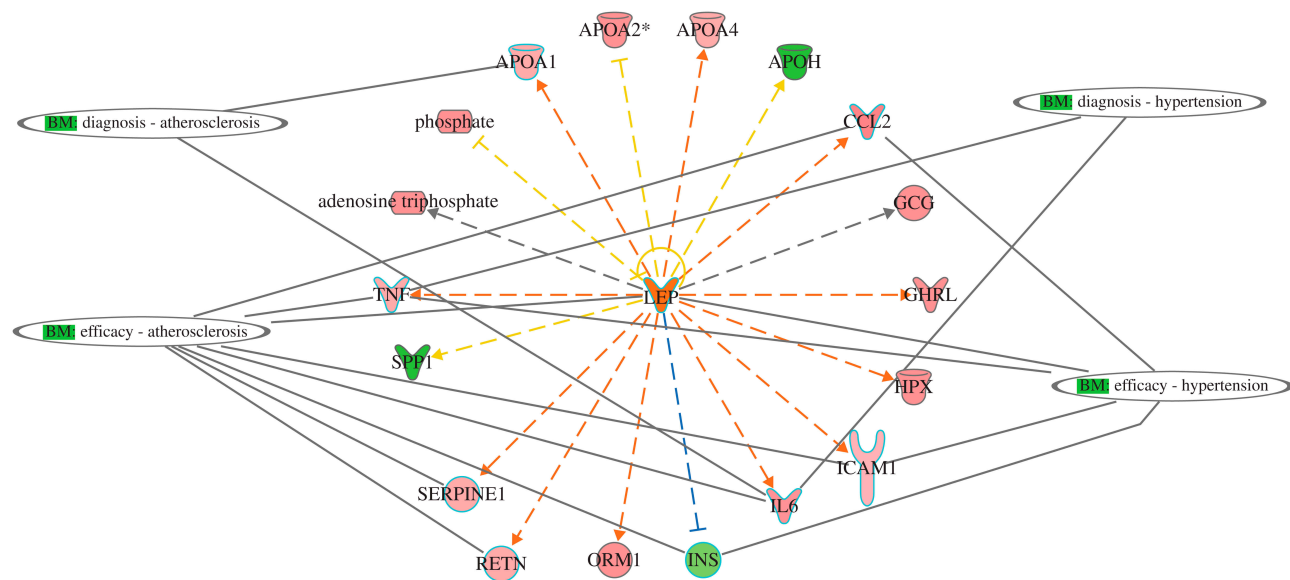 APOA2*
APOA4
APOA1
APOH
BM: diagnosis - hypertension
BM: diagnosis - atherosclerosis
phosphate
CCL2
adenosine triphosphate
GCG
TNF
LEP
GHRL
BM: efficacy - atherosclerosis
SPP1
HPX
BM: efficacy - hypertension
ICAM1
SERPINE1
IL6
RETN
ORM1
INS